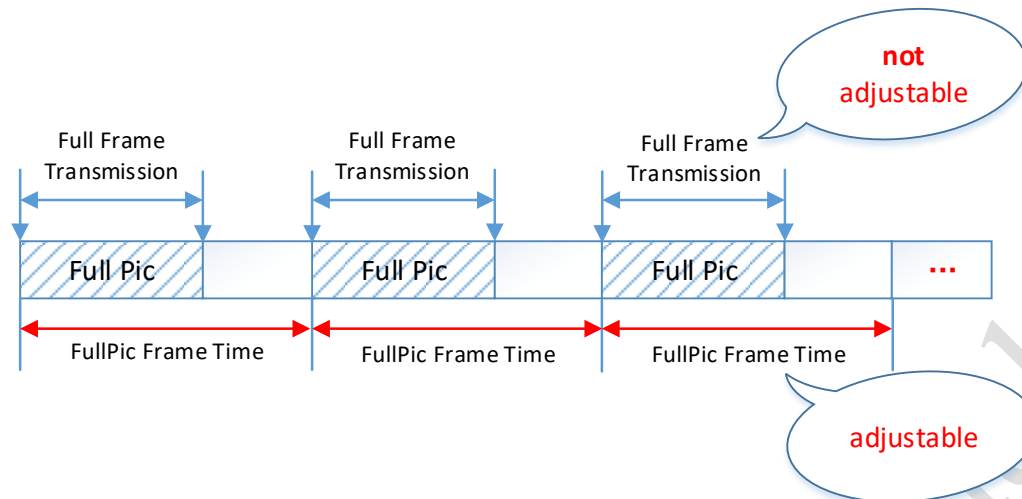 not
adjustable
Full Frame
Transmission
Full Frame
Transmission
Full Frame
Transmission
Full Pic
Full Pic
Full Pic
...
FullPic Frame Time
FullPic Frame Time
FullPic Frame Time
adjustable